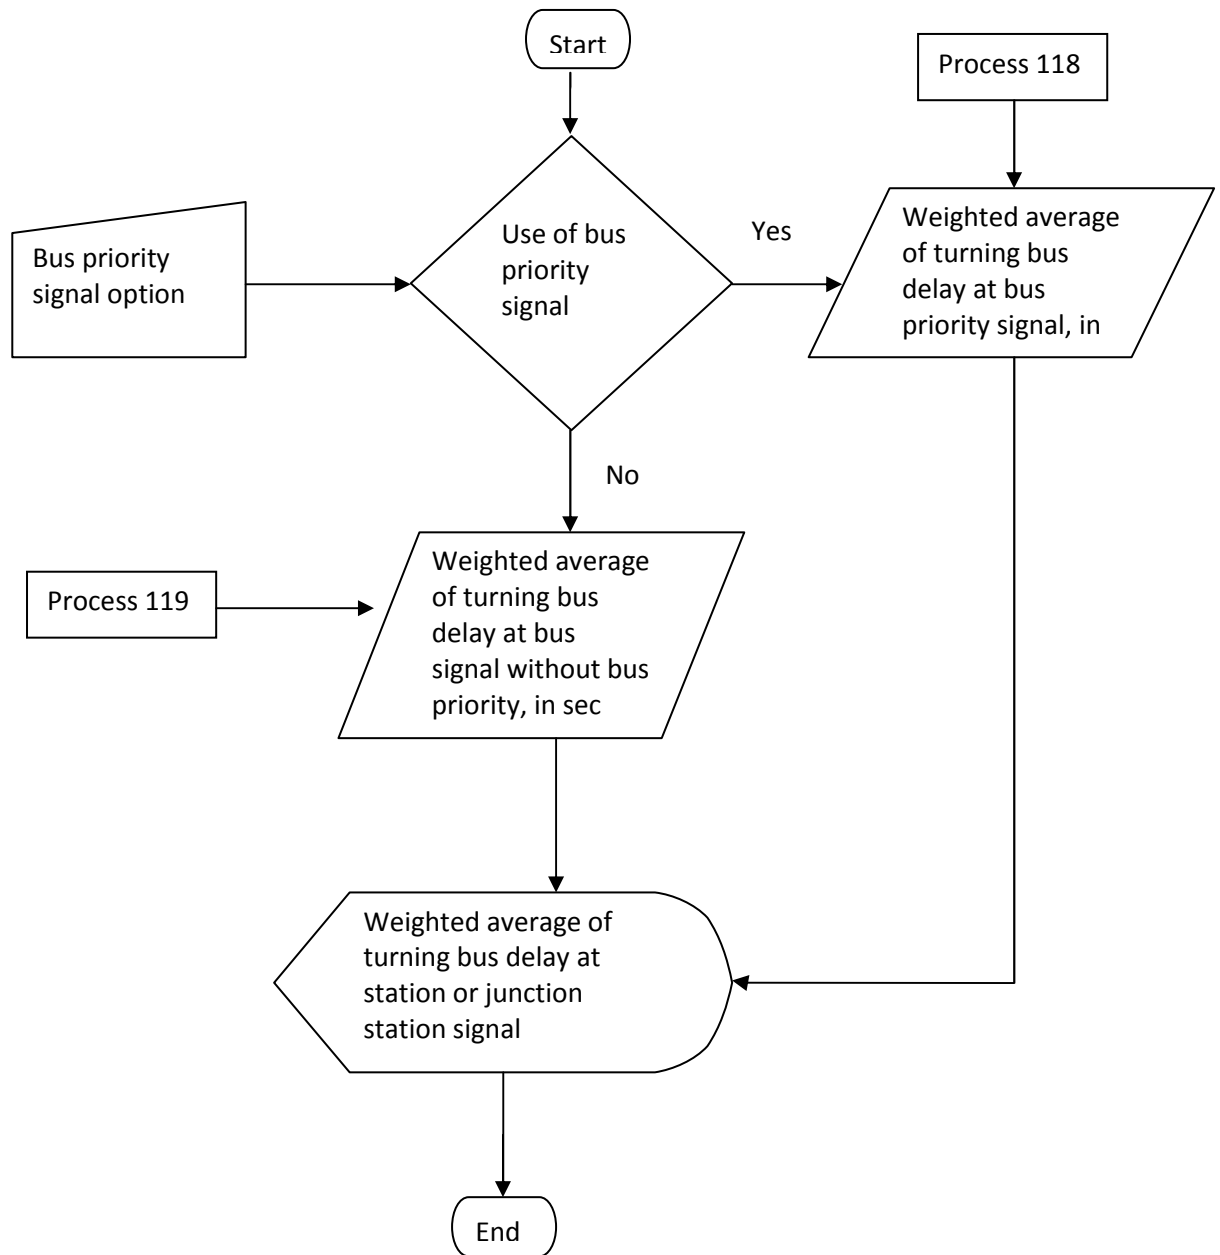 Start
Process 118
Bus priority
signal option
Use of bus
priority
signal
Yes
Weighted average
of turning bus
delay at bus
priority signal, in
No
Process 119
Weighted average
of turning bus
delay at bus
signal without bus
priority, in sec
Weighted average of
turning bus delay at
station or junction
station signal
End